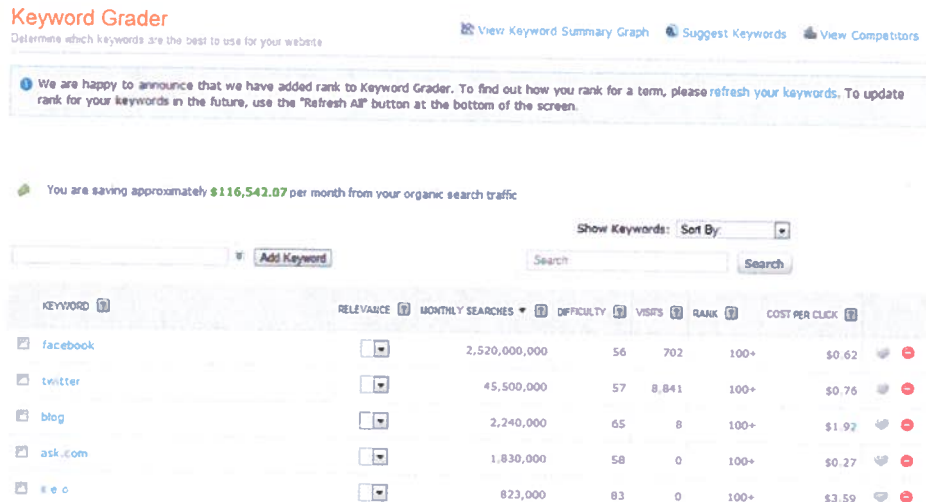 Keyword Grader
Determine which keywords are the best to use for your website
View Keyword Summary Graph Suggest Keywords View Competitors
We are happy to announce that we have added rank to Keyword Grader. To find out how you rank for a term, please refresh your keywords. To update
rank for your keywords in the future, use the "Refresh All" button at the bottom of the screen.
You are saving approximately $116,542.07 per month from your organic search traffic
Show Keywords: Sort By:
Add Keyword Search Search
KEYWORD ? RELEVANCE ? MONTHLY SEARCHES ? DIFFICULTY ? VISITS ? RANK ? COST PER CLICK ?
facebook 2,520,000,000 56 702 100+ $0.62
twitter 45,500,000 57 8,841 100+ $0.76
blog 2,240,000 65 8 100+ $1.92
ask.com 1,830,000 58 0 100+ $0.27
s e o 823,000 83 0 100+ $3.59